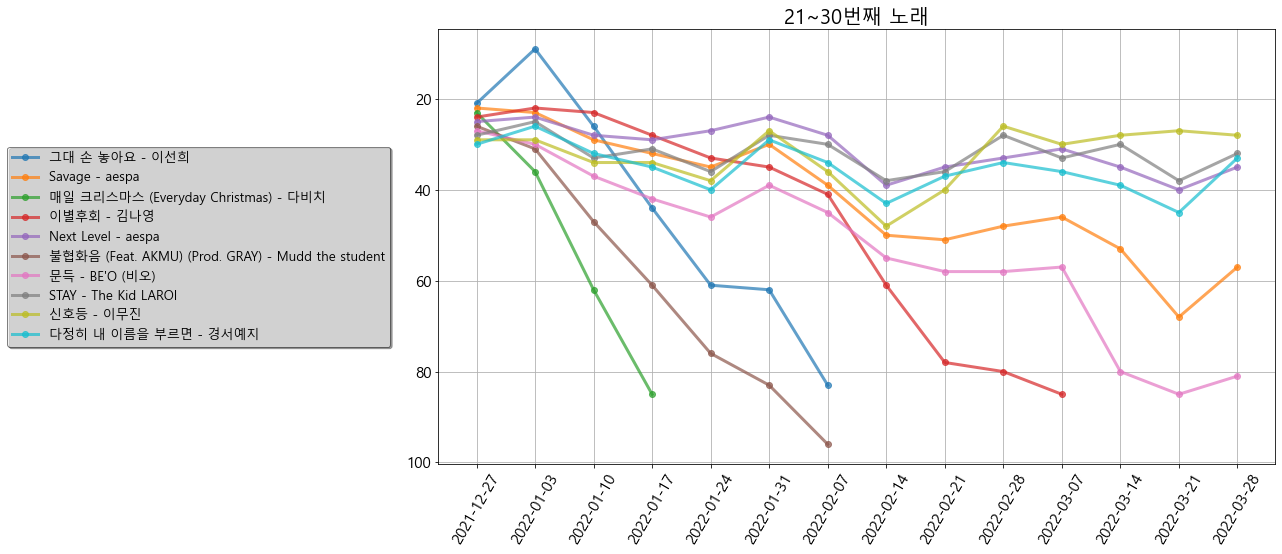 21~30번째 노래
그대 손 놓아요 - 이선희
Savage - aespa
매일 크리스마스 (Everyday Christmas) - 다비치
이별후회 - 김나영
Next Level - aespa
불협화음 (Feat. AKMU) (Prod. GRAY) - Mudd the student
문득 - BE'O (비오)
STAY - The Kid LAROI
신호등 - 이무진
다정히 내 이름을 부르면 - 경서예지
20
40
60
80
100
2021-12-27
2022-01-03
2022-01-10
2022-01-17
2022-01-24
2022-01-31
2022-02-07
2022-02-14
2022-02-21
2022-02-28
2022-03-07
2022-03-14
2022-03-21
2022-03-28